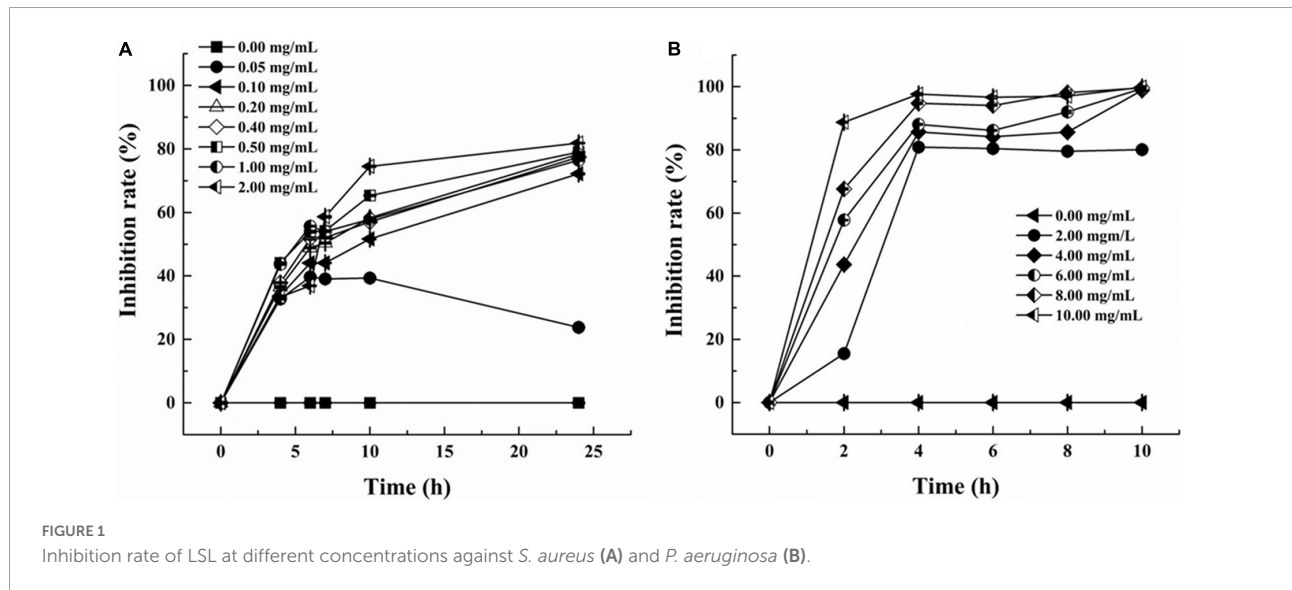 A
0.00 mg/mL
0.05 mg/mL
0.10 mg/mL
0.20 mg/mL
0.40 mg/mL
0.50 mg/mL
1.00 mg/mL
2.00 mg/mL
100
80
60
40
20
0
Inhibition rate (%)
0 5 10 15 20 25
Time (h)
B
100
80
60
40
20
0
Inhibition rate (%)
0.00 mg/mL
2.00 mgm/L
4.00 mg/mL
6.00 mg/mL
8.00 mg/mL
10.00 mg/mL
0 2 4 6 8 10
Time (h)
FIGURE 1
Inhibition rate of LSL at different concentrations against S. aureus (A) and P. aeruginosa (B).